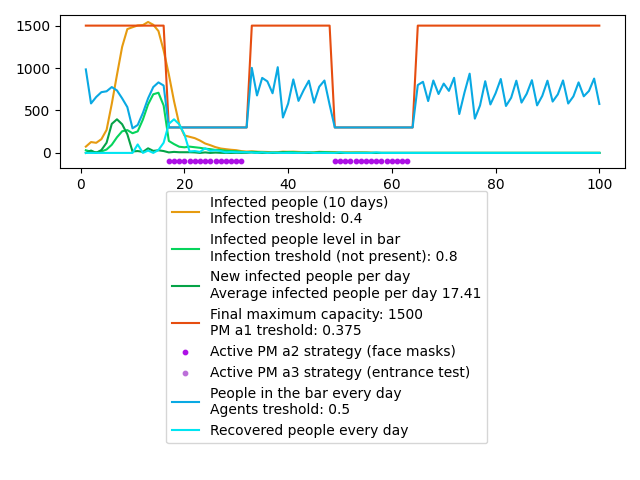 1500
1000
500
0
0 20 40 60 80 100
Infected people (10 days)
Infection treshold: 0.4
Infected people level in bar
Infection treshold (not present): 0.8
New infected people per day
Average infected people per day 17.41
Final maximum capacity: 1500
PM a1 treshold: 0.375
Active PM a2 strategy (face masks)
Active PM a3 strategy (entrance test)
People in the bar every day
Agents treshold: 0.5
Recovered people every day